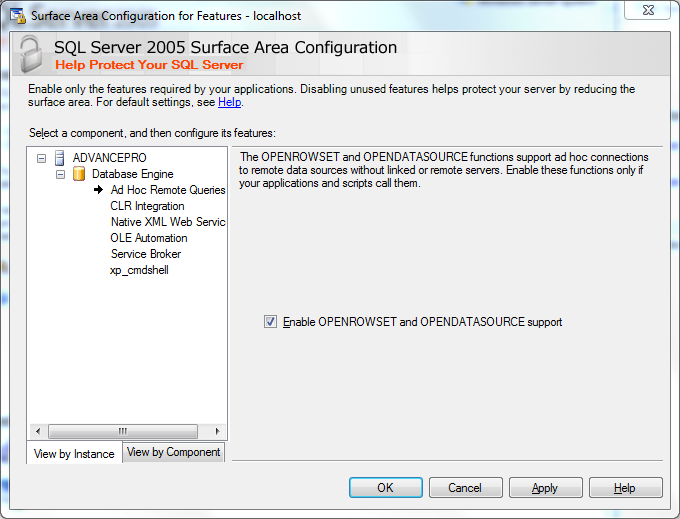 Surface Area Configuration for Features - localhost
SQL Server 2005 Surface Area Configuration
Help Protect Your SQL Server
Enable only the features required by your applications. Disabling unused features helps protect your server by reducing the
surface area. For default settings, see Help.
Select a component, and then configure its features:
ADVANCEPRO
Database Engine
Ad Hoc Remote Queries
CLR Integration
Native XML Web Servic
OLE Automation
Service Broker
xp_cmdshell
The OPENROWSET and OPENDATASOURCE functions support ad hoc connections
to remote data sources without linked or remote servers. Enable these functions only if
your applications and scripts call them.
Enable OPENROWSET and OPENDATASOURCE support
View by Instance
View by Component
OK
Cancel
Apply
Help